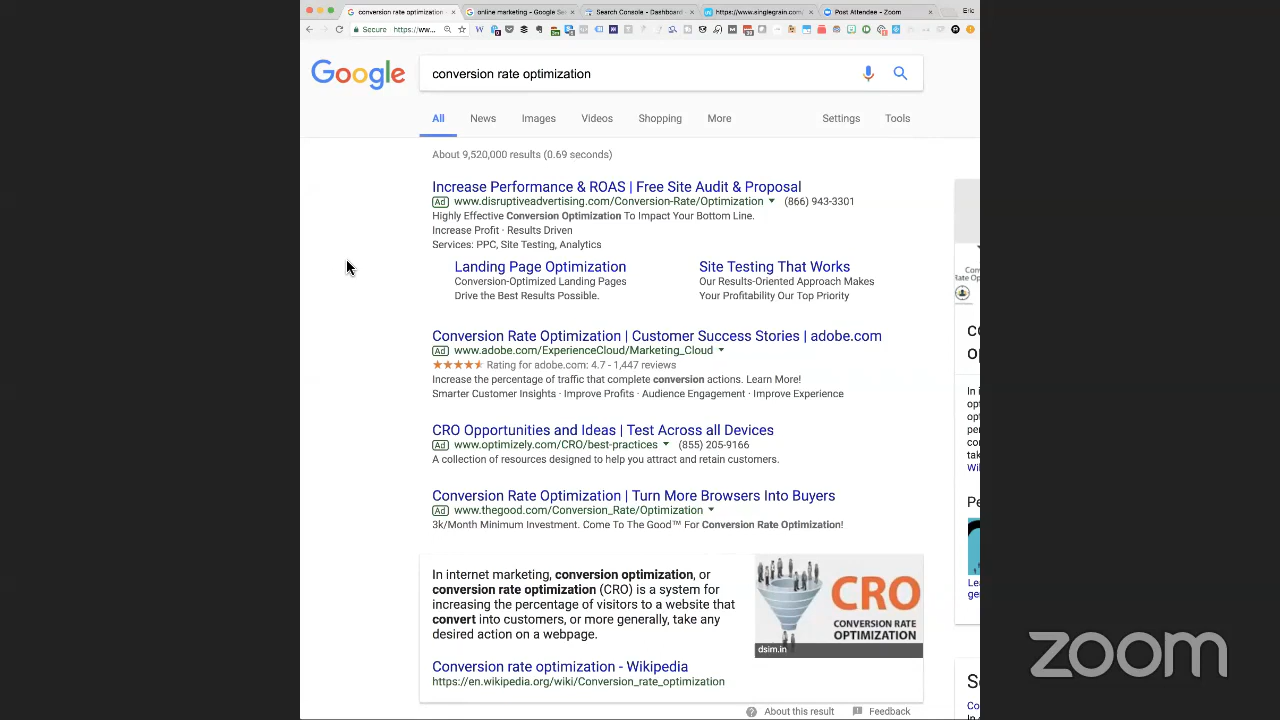 conversion rate optimization
online marketing - Google Se
Search Console - Dashboard
https://www.singlegrain.com/
Post Attendee - Zoom
Eric
Secure
https://ww...
Google
conversion rate optimization
All
News
Images
Videos
Shopping
More
Settings
Tools
About 9,520,000 results (0.69 seconds)
Increase Performance & ROAS | Free Site Audit & Proposal
Ad www.disruptiveadvertising.com/Conversion-Rate/Optimization (866) 943-3301
Highly Effective Conversion Optimization To Impact Your Bottom Line.
Increase Profit · Results Driven
Services: PPC, Site Testing, Analytics
Landing Page Optimization
Conversion-Optimized Landing Pages
Drive the Best Results Possible.
Site Testing That Works
Our Results-Oriented Approach Makes
Your Profitability Our Top Priority
Conversion Rate Optimization | Customer Success Stories | adobe.com
Ad www.adobe.com/ExperienceCloud/Marketing_Cloud
Rating for adobe.com: 4.7 - 1,447 reviews
Increase the percentage of traffic that complete conversion actions. Learn More!
Smarter Customer Insights · Improve Profits · Audience Engagement · Improve Experience
CRO Opportunities and Ideas | Test Across all Devices
Ad www.optimizely.com/CRO/best-practices (855) 205-9166
A collection of resources designed to help you attract and retain customers.
Conversion Rate Optimization | Turn More Browsers Into Buyers
Ad www.thegood.com/Conversion_Rate/Optimization
3k/Month Minimum Investment. Come To The Good™ For Conversion Rate Optimization!
In internet marketing, conversion optimization, or
conversion rate optimization (CRO) is a system for
increasing the percentage of visitors to a website that
convert into customers, or more generally, take any
desired action on a webpage.
CRO
CONVERSION RATE
OPTIMIZATION
dsim.in
Conversion rate optimization - Wikipedia
https://en.wikipedia.org/wiki/Conversion_rate_optimization
About this result
Feedback
zoom